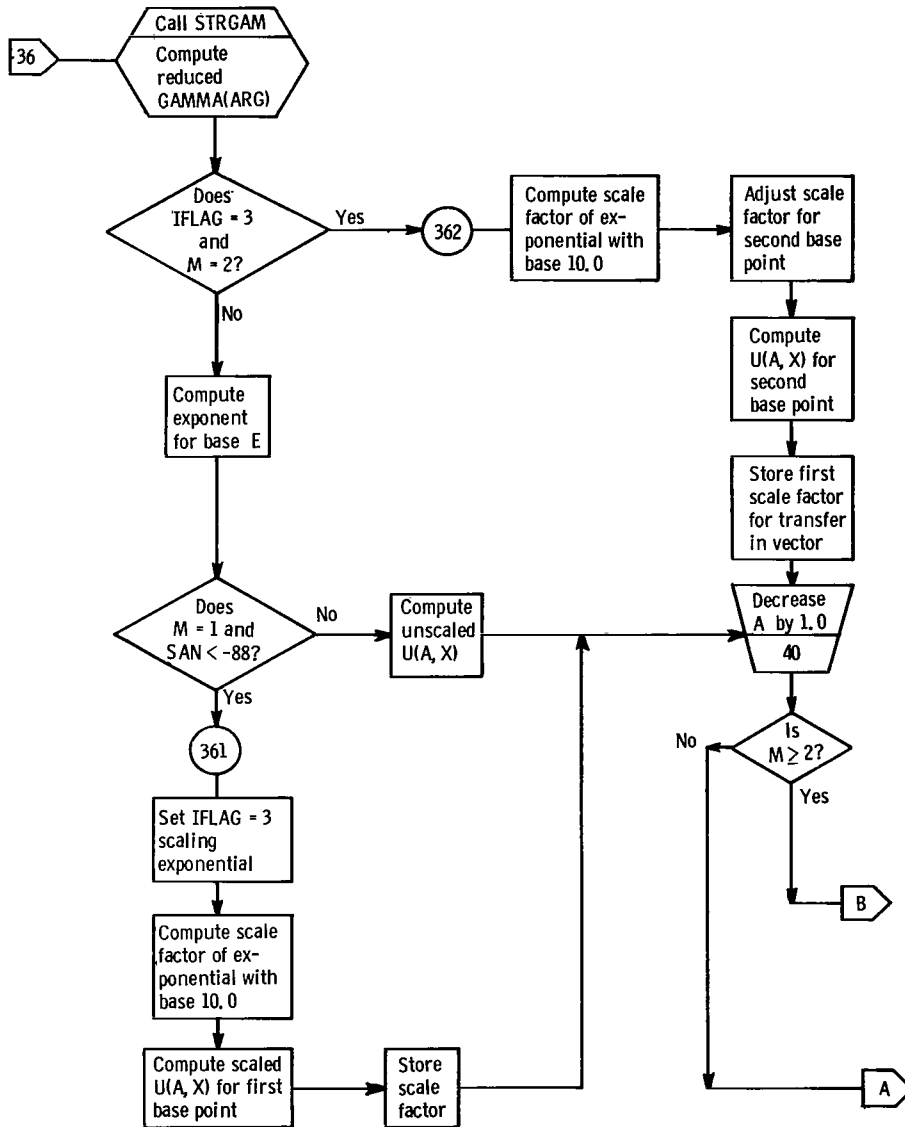 36
Call STRGAM
Compute
reduced
GAMMA(ARG)
Does
IFLAG = 3
and
M = 2?
Yes
362
Compute scale
factor of ex-
ponential with
base 10.0
Adjust scale
factor for
second base
point
No
Compute
U(A, X) for
second
base point
Compute
exponent
for base E
Store first
scale factor
for transfer
in vector
Does
M = 1 and
SAN < -88?
No
Compute
unscaled
U(A, X)
Decrease
A by 1.0
40
Yes
361
Is
M ≥ 2?
No
Yes
Set IFLAG = 3
scaling
exponential
B
Compute scale
factor of ex-
ponential with
base 10.0
Compute scaled
U(A, X) for first
base point
Store
scale
factor
A